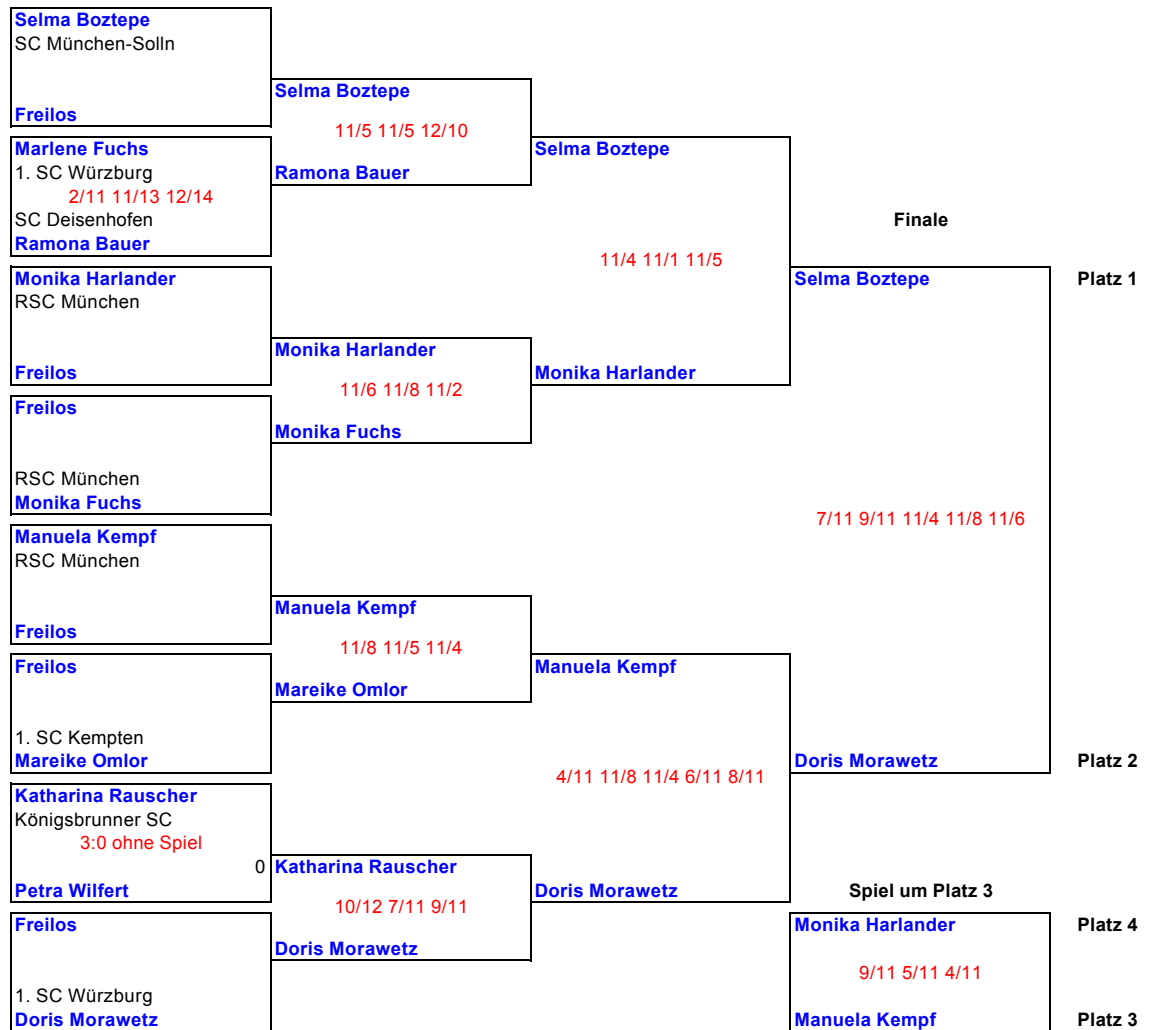 Selma Boztepe
SC München-Solln
Selma Boztepe
Freilos
11/5 11/5 12/10
Marlene Fuchs
Selma Boztepe
1. SC Würzburg
Ramona Bauer
2/11 11/13 12/14
SC Deisenhofen
Finale
Ramona Bauer
11/4 11/1 11/5
Monika Harlander
Selma Boztepe
Platz 1
RSC München
Monika Harlander
Freilos
Monika Harlander
11/6 11/8 11/2
Freilos
Monika Fuchs
RSC München
Monika Fuchs
7/11 9/11 11/4 11/8 11/6
Manuela Kempf
RSC München
Manuela Kempf
Freilos
11/8 11/5 11/4
Freilos
Manuela Kempf
Mareike Omlor
1. SC Kempten
Mareike Omlor
Doris Morawetz
Platz 2
4/11 11/8 11/4 6/11 8/11
Katharina Rauscher
Königsbrunner SC
3:0 ohne Spiel
0
Katharina Rauscher
Petra Wilfert
Doris Morawetz
Spiel um Platz 3
10/12 7/11 9/11
Freilos
Monika Harlander
Platz 4
Doris Morawetz
9/11 5/11 4/11
1. SC Würzburg
Doris Morawetz
Manuela Kempf
Platz 3